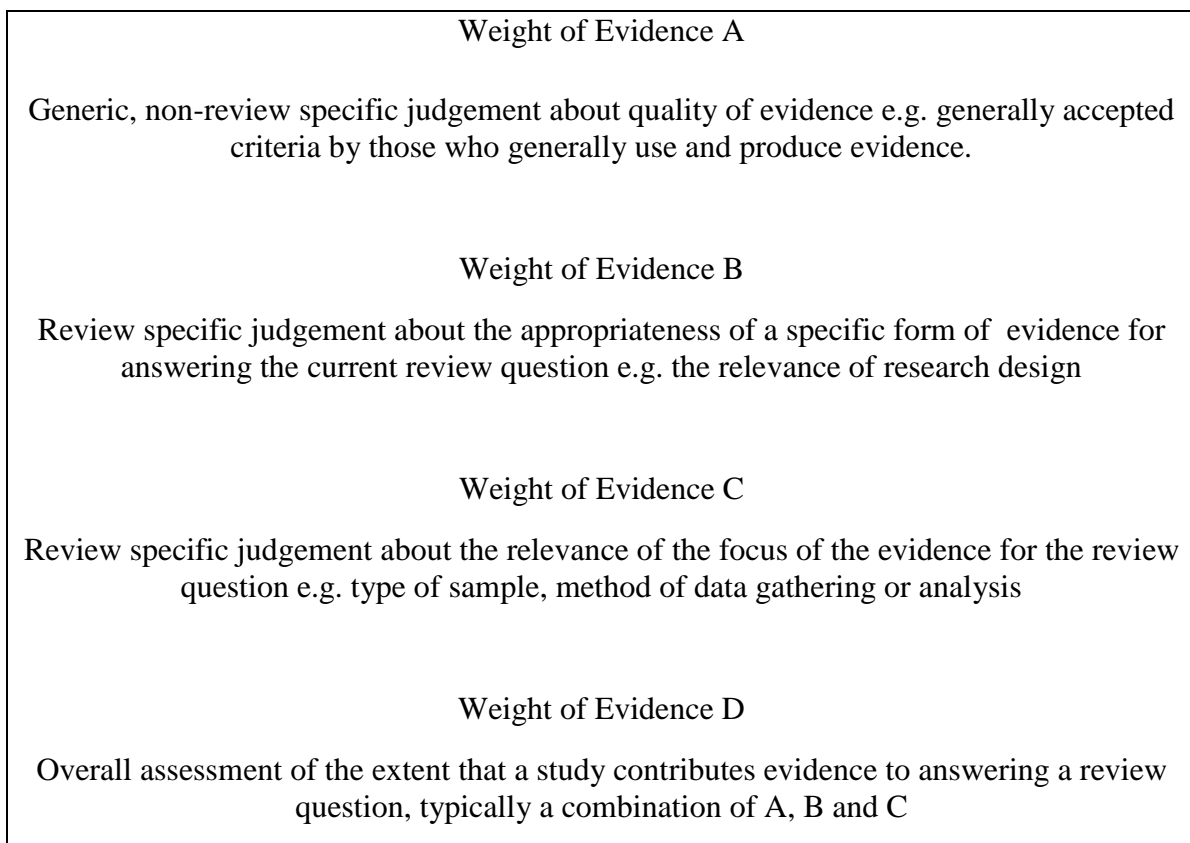 Weight of Evidence A
Generic, non-review specific judgement about quality of evidence e.g. generally accepted
criteria by those who generally use and produce evidence.
Weight of Evidence B
Review specific judgement about the appropriateness of a specific form of evidence for
answering the current review question e.g. the relevance of research design
Weight of Evidence C
Review specific judgement about the relevance of the focus of the evidence for the review
question e.g. type of sample, method of data gathering or analysis
Weight of Evidence D
Overall assessment of the extent that a study contributes evidence to answering a review
question, typically a combination of A, B and C